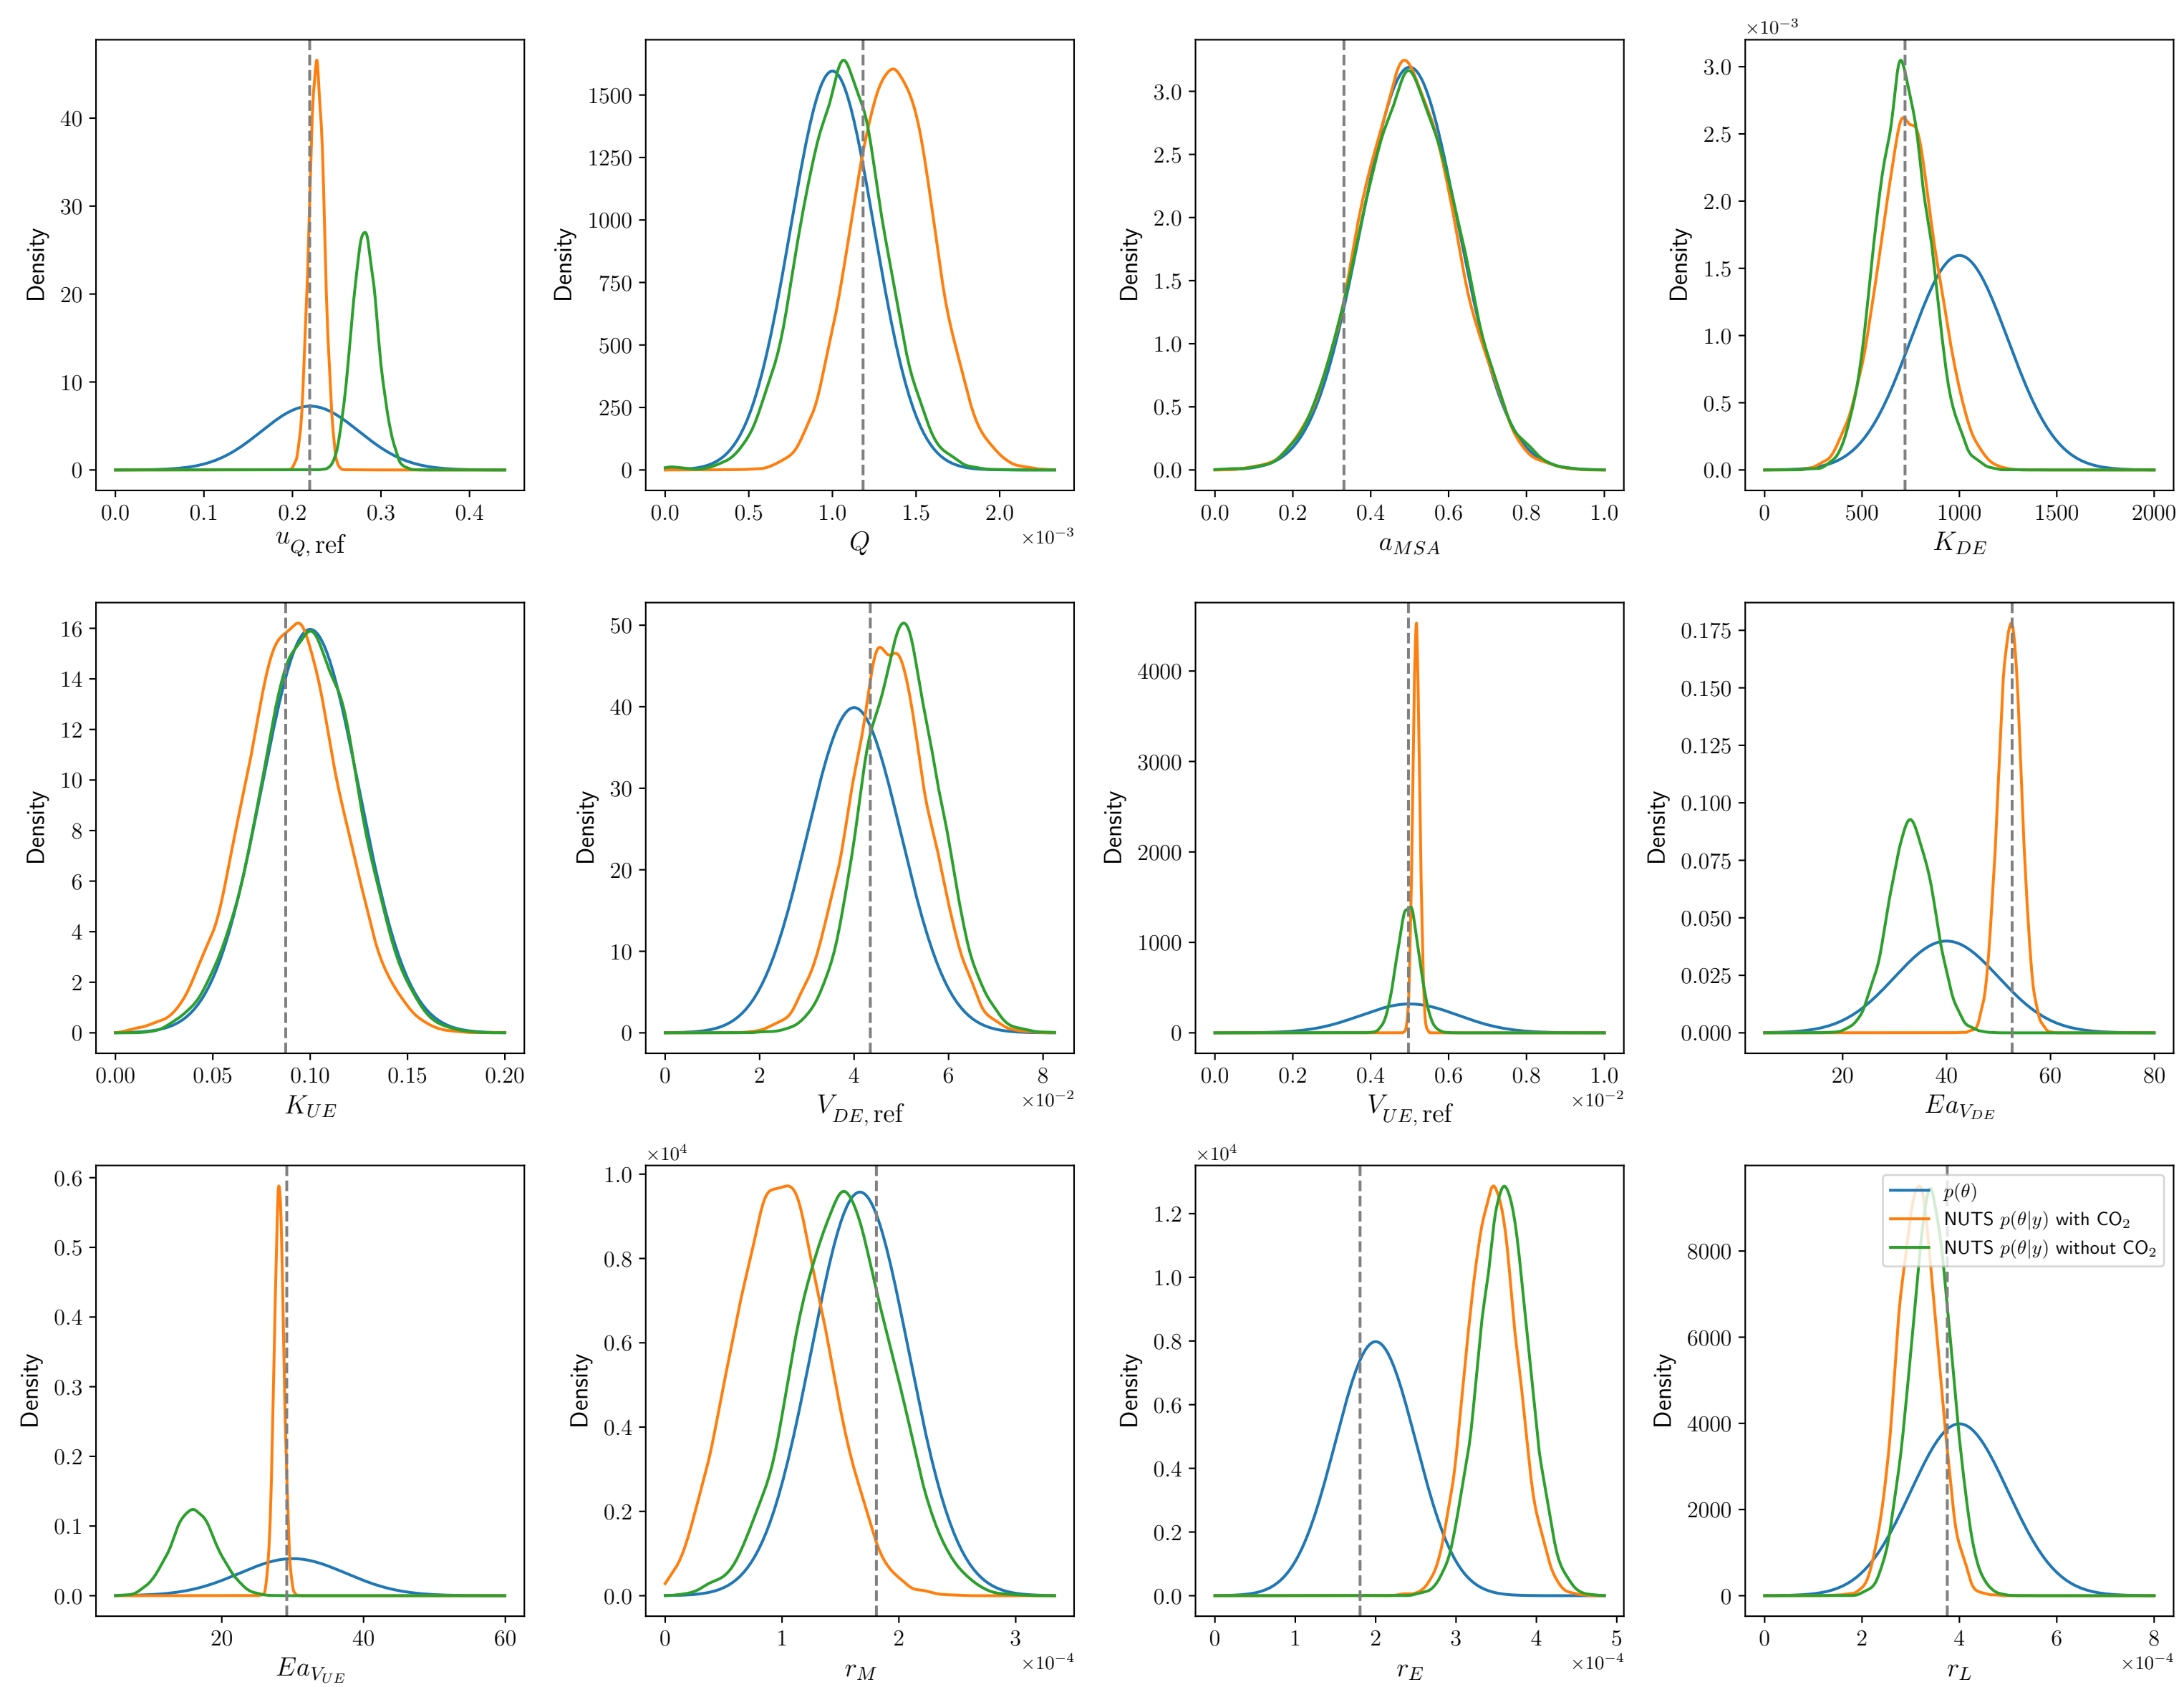 ×10⁻³
Density
40
30
20
10
0
0.0 0.1 0.2 0.3 0.4
u_{Q, ref}
Density
1500
1250
1000
750
500
250
0
0.0 0.5 1.0 1.5 2.0
×10⁻³
Q
Density
3.0
2.5
2.0
1.5
1.0
0.5
0.0
0.0 0.2 0.4 0.6 0.8 1.0
a_{MSA}
Density
3.0
2.5
2.0
1.5
1.0
0.5
0.0
0 500 1000 1500 2000
K_{DE}
Density
16
14
12
10
8
6
4
2
0
0.00 0.05 0.10 0.15 0.20
K_{UE}
Density
50
40
30
20
10
0
0 2 4 6 8
×10⁻²
V_{DE, ref}
Density
4000
3000
2000
1000
0
0.0 0.2 0.4 0.6 0.8 1.0
×10⁻²
V_{UE, ref}
Density
0.175
0.150
0.125
0.100
0.075
0.050
0.025
0.000
20 40 60 80
Ea_{V_{DE}}
Density
0.6
0.5
0.4
0.3
0.2
0.1
0.0
20 40 60
Ea_{V_{UE}}
×10⁴
Density
1.0
0.8
0.6
0.4
0.2
0.0
0 1 2 3
×10⁻⁴
r_M
×10⁴
Density
1.2
1.0
0.8
0.6
0.4
0.2
0.0
0 1 2 3 4 5
×10⁻⁴
r_E
Density
8000
6000
4000
2000
0
p(θ)
NUTS p(θ|y) with CO₂
NUTS p(θ|y) without CO₂
0 2 4 6 8
×10⁻⁴
r_L